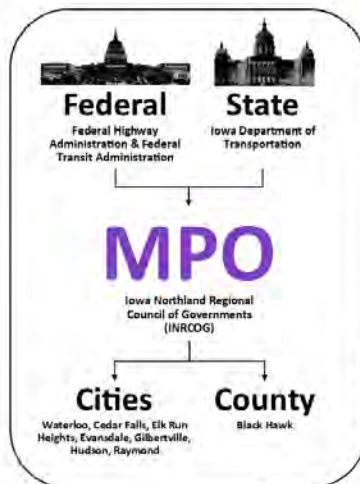 Federal
Federal Highway
Administration & Federal
Transit Administration
State
Iowa Department of
Transportation
MPO
Iowa Northland Regional
Council of Governments
(INRCOG)
Cities
Waterloo, Cedar Falls, Elk Run
Heights, Evansdale, Gilbertville,
Hudson, Raymond
County
Black Hawk